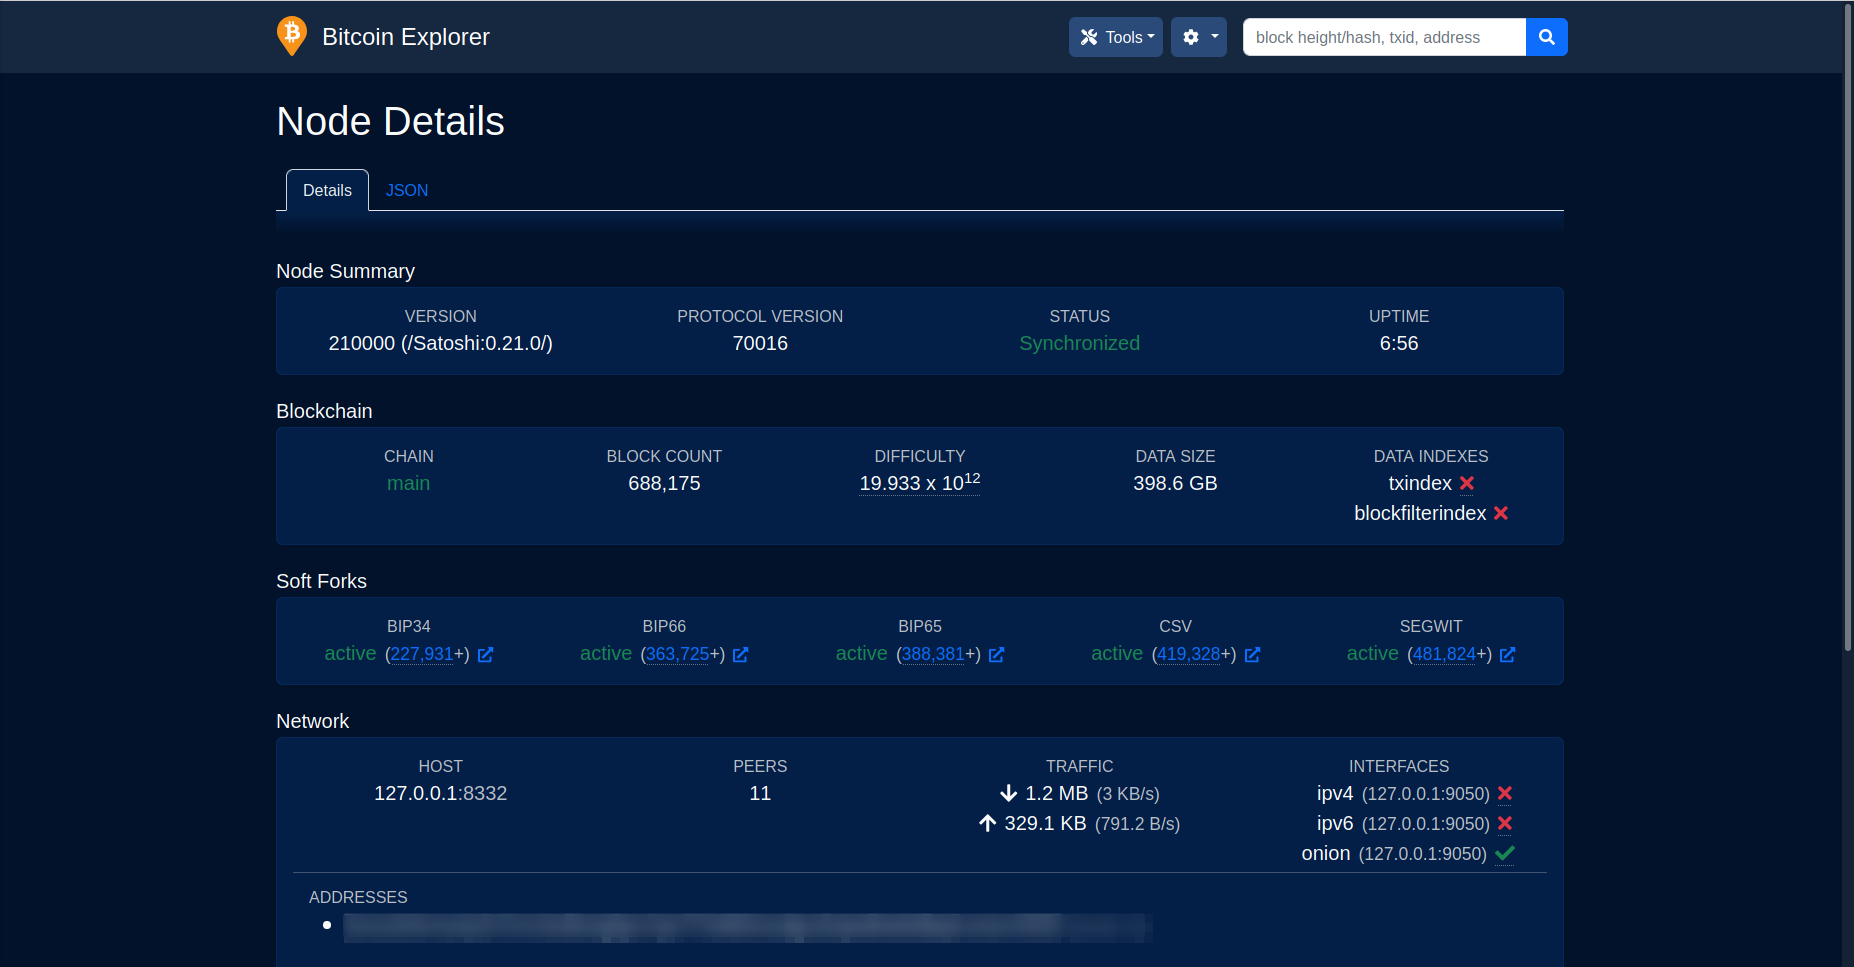 Bitcoin Explorer
Tools
block height/hash, txid, address
Node Details
Details JSON
Node Summary
VERSION PROTOCOL VERSION STATUS UPTIME
210000 (/Satoshi:0.21.0/) 70016 Synchronized 6:56
Blockchain
CHAIN BLOCK COUNT DIFFICULTY DATA SIZE DATA INDEXES
main 688,175 19.933 x 10¹² 398.6 GB txindex
blockfilterindex
Soft Forks
BIP34 BIP66 BIP65 CSV SEGWIT
active (227,931+) active (363,725+) active (388,381+) active (419,328+) active (481,824+)
Network
HOST PEERS TRAFFIC INTERFACES
127.0.0.1:8332 11 1.2 MB (3 KB/s) ipv4 (127.0.0.1:9050)
329.1 KB (791.2 B/s) ipv6 (127.0.0.1:9050)
onion (127.0.0.1:9050)
ADDRESSES